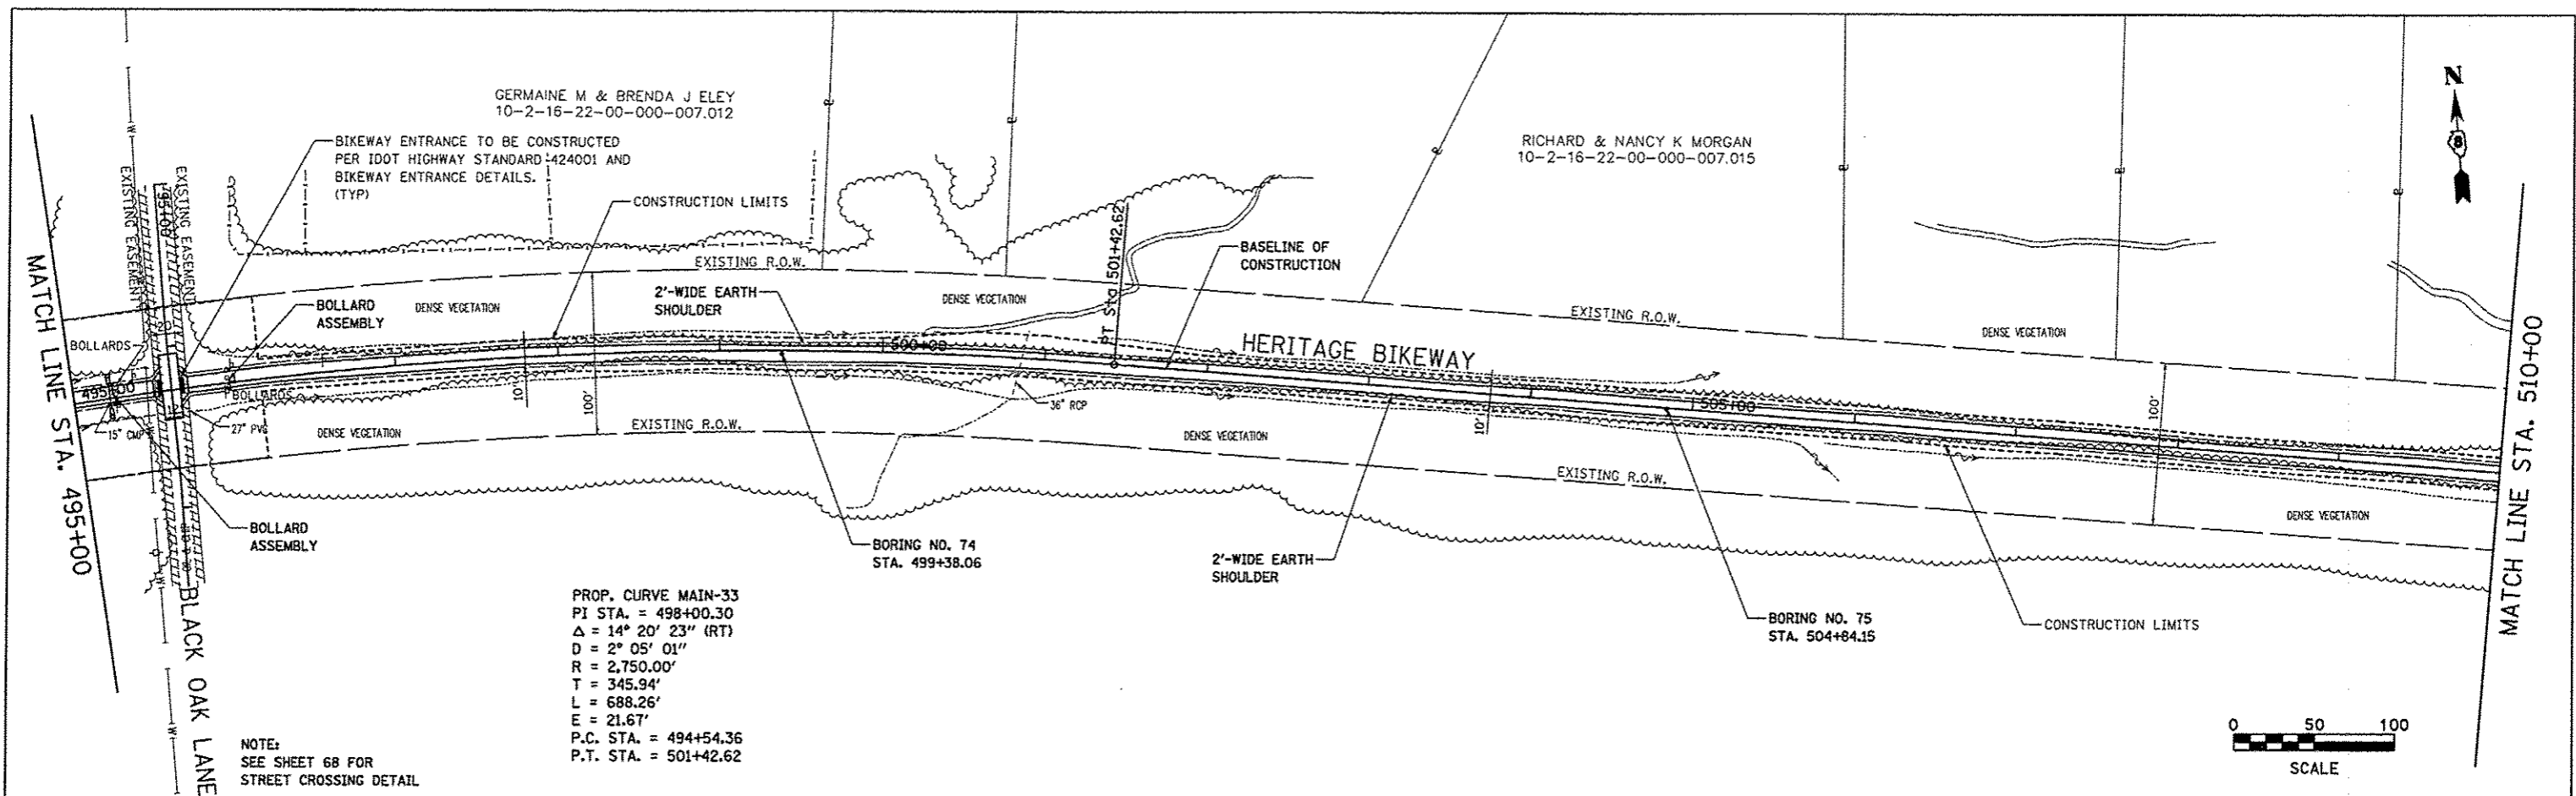 GERMAINE M & BRENDA J ELEY
10-2-16-22-00-000-007.012
BIKEWAY ENTRANCE TO BE CONSTRUCTED
PER IDOT HIGHWAY STANDARD 424001 AND
BIKEWAY ENTRANCE DETAILS.
(TYP)
CONSTRUCTION LIMITS
RICHARD & NANCY K MORGAN
10-2-16-22-00-000-007.015
N
8
EXISTING EASEMENT
EXISTING EASEMENT
95+00
MATCH LINE STA. 495+00
EXISTING R.O.W.
BOLLARD
ASSEMBLY
DENSE VEGETATION
2'-WIDE EARTH
SHOULDER
DENSE VEGETATION
PT Sta 501+42.62
BASELINE OF
CONSTRUCTION
EXISTING R.O.W.
DENSE VEGETATION
BOLLARDS
20'
495+00
BOLLARDS
10'
100'
500+00
HERITAGE BIKEWAY
10'
505+00
100'
MATCH LINE STA. 510+00
15" CMP
27" PVC
36" RCP
DENSE VEGETATION
EXISTING R.O.W.
DENSE VEGETATION
EXISTING R.O.W.
DENSE VEGETATION
BOLLARD
ASSEMBLY
BORING NO. 74
STA. 499+38.06
2'-WIDE EARTH
SHOULDER
BORING NO. 75
STA. 504+84.15
CONSTRUCTION LIMITS
BLACK OAK LANE
PROP. CURVE MAIN-33
PI STA. = 498+00.30
Δ = 14° 20' 23" (RT)
D = 2° 05' 01"
R = 2,750.00'
T = 345.94'
L = 688.26'
E = 21.67'
P.C. STA. = 494+54.36
P.T. STA. = 501+42.62
NOTE:
SEE SHEET 68 FOR
STREET CROSSING DETAIL
0 50 100
SCALE